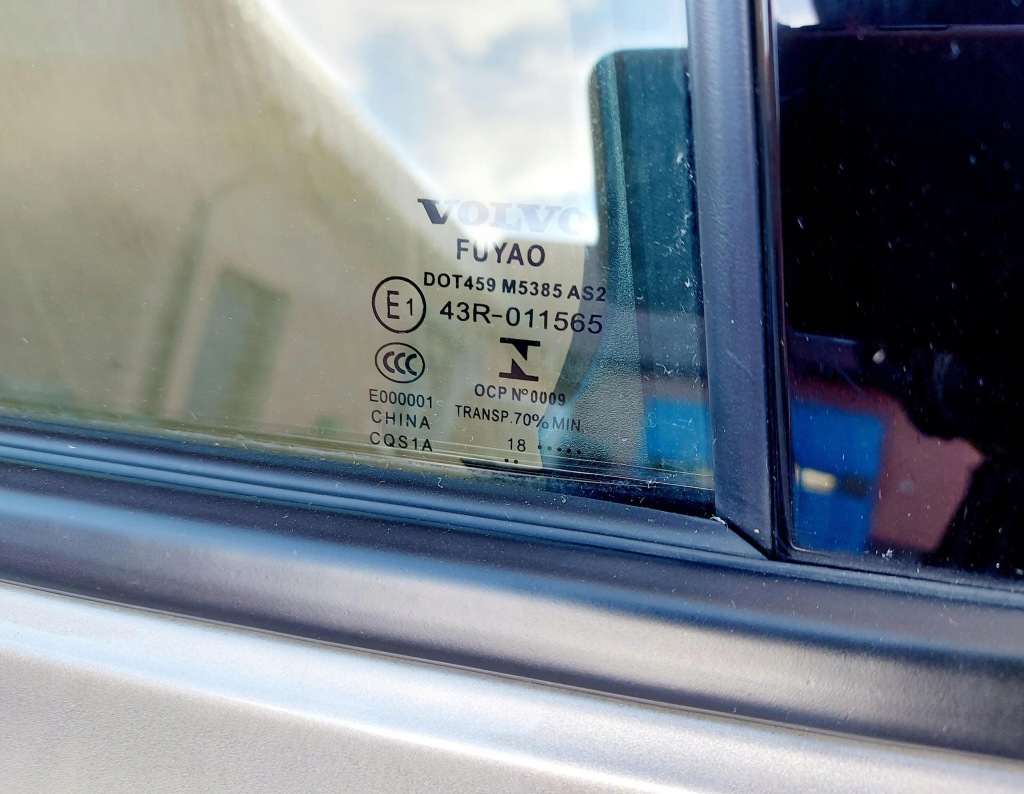 VOLVO
FUYAO
DOT459 M5385 AS2
E1 43R-011565
CCC
E000001 OCP Nº0009
CHINA TRANSP.70% MIN
CQS1A 18 .....
..